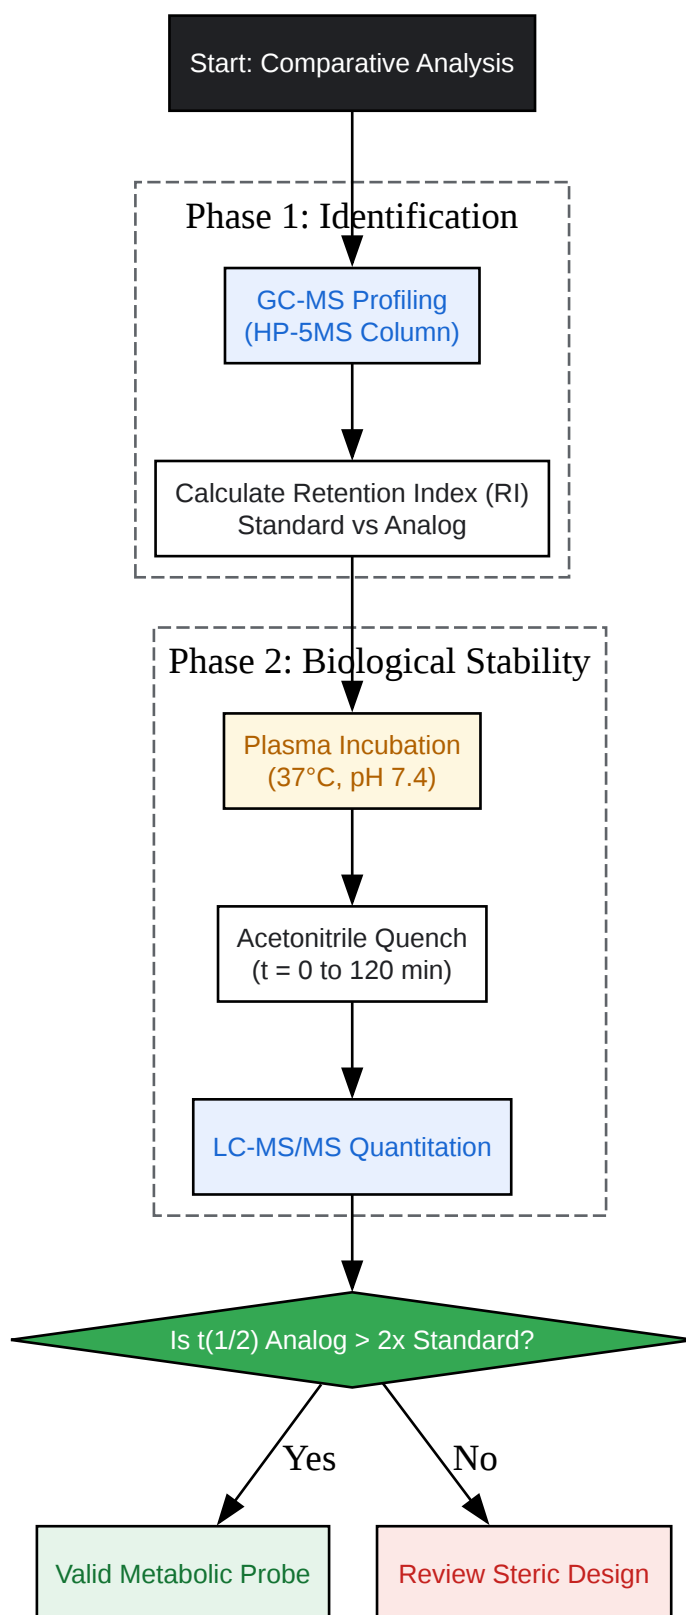 Start: Comparative Analysis
Phase 1: Identification
GC-MS Profiling
(HP-5MS Column)
Calculate Retention Index (RI)
Standard vs Analog
Phase 2: Biological Stability
Plasma Incubation
(37°C, pH 7.4)
Acetonitrile Quench
(t = 0 to 120 min)
LC-MS/MS Quantitation
Is t(1/2) Analog > 2x Standard?
Yes
No
Valid Metabolic Probe
Review Steric Design